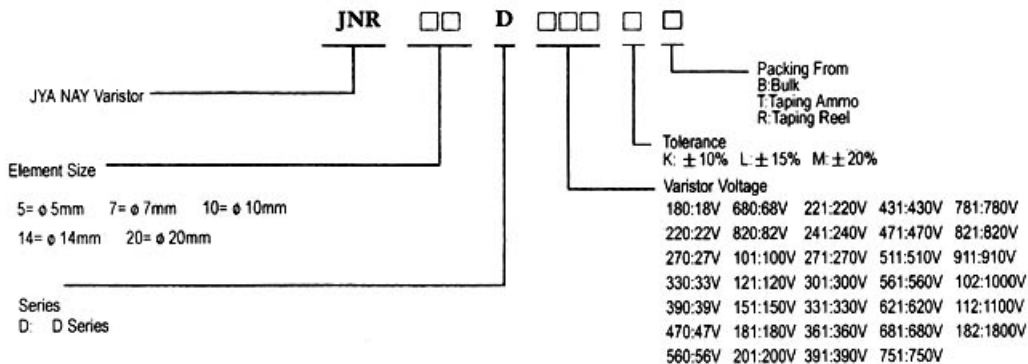 JNR □□ D □□□ □ □
JYA NAY Varistor
Packing From
B:Bulk
T:Taping Ammo
R:Taping Reel
Tolerance
K: ±10% L:±15% M:±20%
Element Size
5= ø 5mm 7= ø 7mm 10= ø 10mm
14= ø 14mm 20= ø 20mm
Series
D: D Series
Varistor Voltage
180:18V 680:68V 221:220V 431:430V 781:780V
220:22V 820:82V 241:240V 471:470V 821:820V
270:27V 101:100V 271:270V 511:510V 911:910V
330:33V 121:120V 301:300V 561:560V 102:1000V
390:39V 151:150V 331:330V 621:620V 112:1100V
470:47V 181:180V 361:360V 681:680V 182:1800V
560:56V 201:200V 391:390V 751:750V